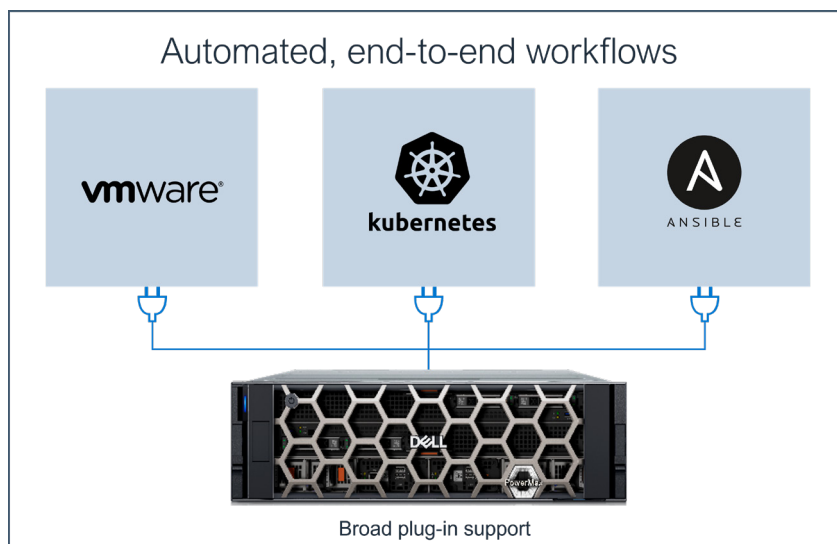 Automated, end-to-end workflows
vmware®
kubernetes
ANSIBLE
DELL
PowerMax
Broad plug-in support